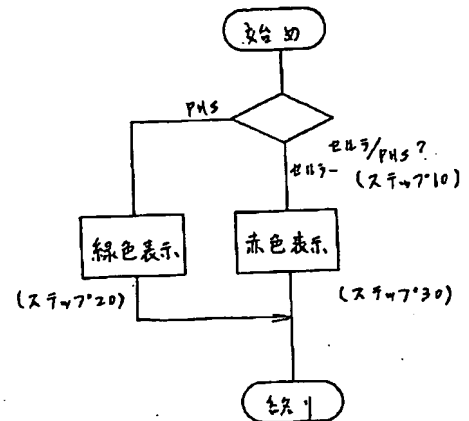 始め
PHS
セルラ/PHS?
セルラー
(ステップ10)
緑色表示
赤色表示
(ステップ20)
(ステップ30)
終り